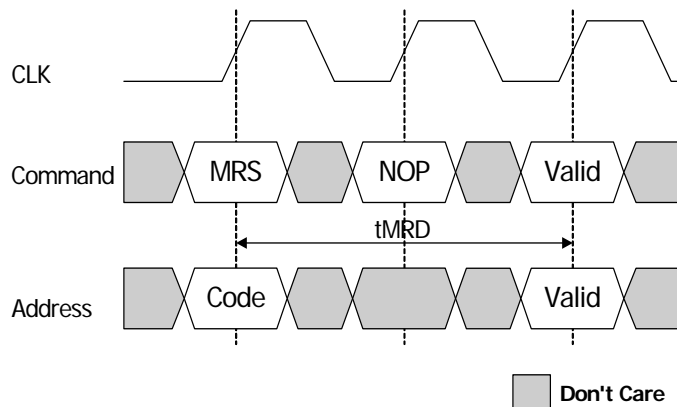 CLK
Command
MRS
NOP
Valid
tMRD
Address
Code
Valid
Don't Care